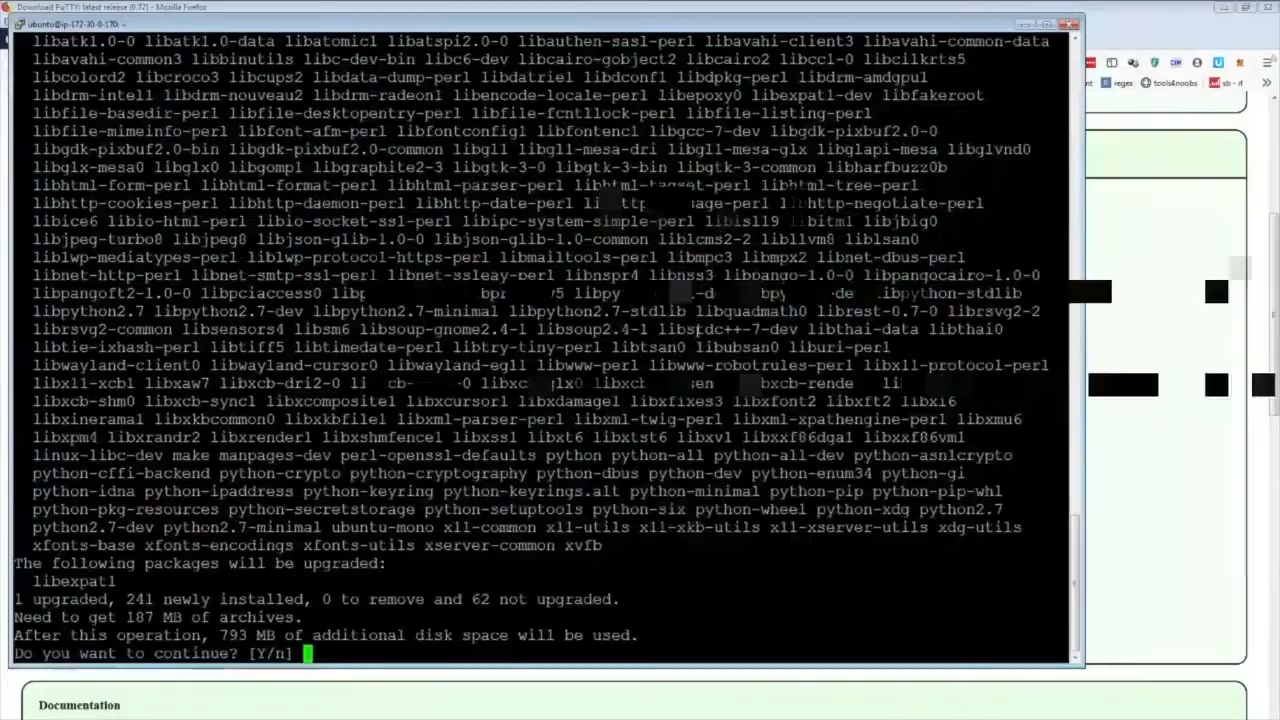 Download PuTTY: latest release (0.72) - Mozilla Firefox
ubuntu@ip-172-30-0-170: ~
libatk1.0-0 libatk1.0-data libatomic1 libatspi2.0-0 libauthen-sasl-perl libavahi-client3 libavahi-common-data
libavahi-common3 libbinutils libc-dev-bin libc6-dev libcairo-gobject2 libcairo2 libcc1-0 libcilkrts5
libcolord2 libcroco3 libcups2 libdata-dump-perl libdatrie1 libdconf1 libdpkg-perl libdrm-amdgpu1
libdrm-intel1 libdrm-nouveau2 libdrm-radeon1 libencode-locale-perl libepoxy0 libexpat1-dev libfakeroot
libfile-basedir-perl libfile-desktopentry-perl libfile-fcntllock-perl libfile-listing-perl
libfile-mimeinfo-perl libfont-afm-perl libfontconfig1 libfontenc1 libgcc-7-dev libgdk-pixbuf2.0-0
libgdk-pixbuf2.0-bin libgdk-pixbuf2.0-common libgl1 libgl1-mesa-dri libgl1-mesa-glx libglapi-mesa libglvnd0
libglx-mesa0 libglx0 libgomp1 libgraphite2-3 libgtk-3-0 libgtk-3-bin libgtk-3-common libharfbuzz0b
libhtml-form-perl libhtml-format-perl libhtml-parser-perl libhtml-tagset-perl libhtml-tree-perl
libhttp-cookies-perl libhttp-daemon-perl libhttp-date-perl age-perl libhttp-negotiate-perl
libice6 libio-html-perl libio-socket-ssl-perl libipc-system-simple-perl libisl19 libitm1 libjbig0
libjpeg-turbo8 libjpeg8 libjson-glib-1.0-0 libjson-glib-1.0-common liblcms2-2 libllvm8 liblsan0
liblwp-mediatypes-perl liblwp-protocol-https-perl libmailtools-perl libmpc3 libmpx2 libnet-dbus-perl
libnet-http-perl libnet-smtp-ssl-perl libnet-ssleay-perl libnspr4 libnss3 libpango-1.0-0 libpangocairo-1.0-0
libpangoft2-1.0-0 libpciaccess0 libpython-stdlib
libpython2.7 libpython2.7-dev libpython2.7-minimal libpython2.7-stdlib libquadmath0 librest-0.7-0 librsvg2-2
librsvg2-common libsensors4 libsm6 libsoup-gnome2.4-1 libsoup2.4-1 libstdc++-7-dev libthai-data libthai0
libtie-ixhash-perl libtiff5 libtimedate-perl libtry-tiny-perl libtsan0 libubsan0 liburi-perl
libwayland-client0 libwayland-cursor0 libwayland-egl1 libwww-perl libwww-robotrules-perl libx11-protocol-perl
libx11-xcb1 libxaw7 libxcb-dri2-0
libxcb-shm0 libxcb-sync1 libxcomposite1 libxcursor1 libxdamage1 libxfixes3 libxfont2 libxft2 libxi6
libxinerama1 libxkbcommon0 libxkbfile1 libxml-parser-perl libxml-twig-perl libxml-xpathengine-perl libxmu6
libxpm4 libxrandr2 libxrender1 libxshmfence1 libxss1 libxt6 libxtst6 libxv1 libxxf86dga1 libxxf86vm1
linux-libc-dev make manpages-dev perl-openssl-defaults python python-all python-all-dev python-asn1crypto
python-cffi-backend python-crypto python-cryptography python-dbus python-dev python-enum34 python-gi
python-idna python-ipaddress python-keyring python-keyrings.alt python-minimal python-pip python-pip-whl
python-pkg-resources python-secretstorage python-setuptools python-six python-wheel python-xdg python2.7
python2.7-dev python2.7-minimal ubuntu-mono x11-common x11-utils x11-xkb-utils x11-xserver-utils xdg-utils
xfonts-base xfonts-encodings xfonts-utils xserver-common xvfb
The following packages will be upgraded:
libexpat1
1 upgraded, 241 newly installed, 0 to remove and 62 not upgraded.
Need to get 187 MB of archives.
After this operation, 793 MB of additional disk space will be used.
Do you want to continue? [Y/n]
regex tools4noobs sb - rl
Documentation